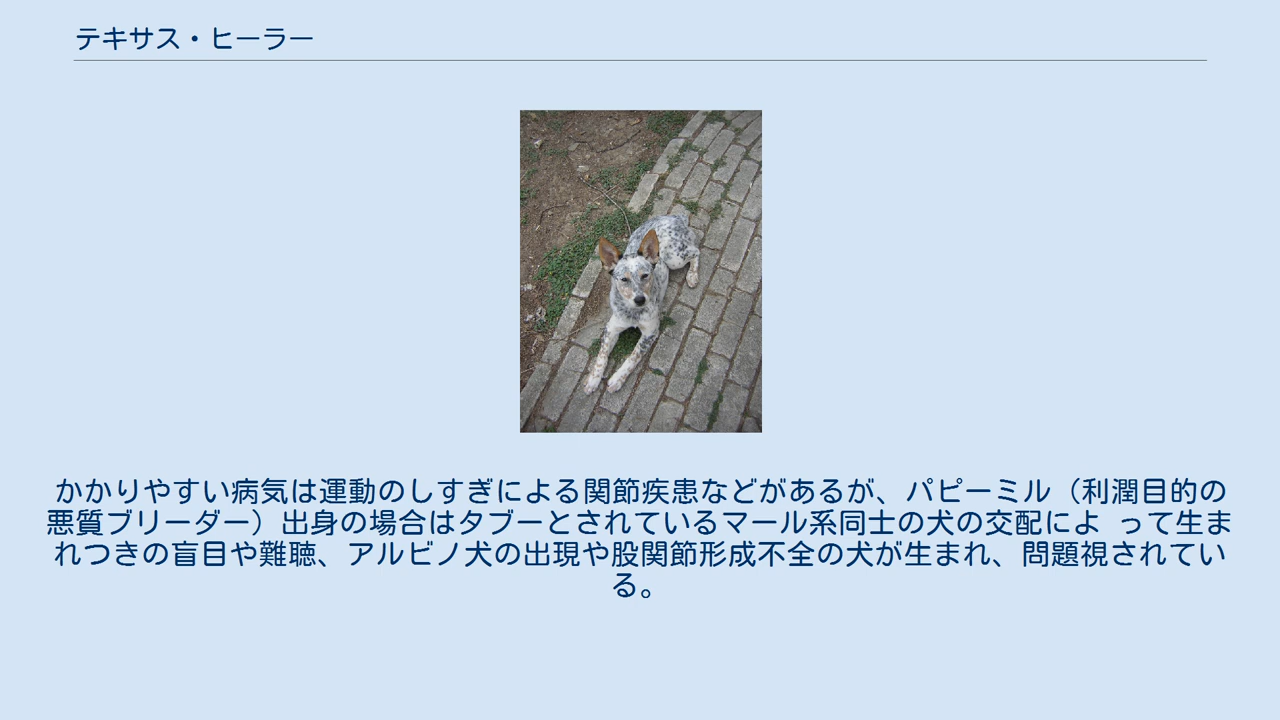 テキサス・ヒーラー
かかりやすい病気は運動のしすぎによる関節疾患などがあるが、パピーミル（利潤目的の
悪質ブリーダー）出身の場合はタブーとされているマール系同士の犬の交配によ って生ま
れつきの盲目や難聴、アルビノ犬の出現や股関節形成不全の犬が生まれ、問題視されてい
る。